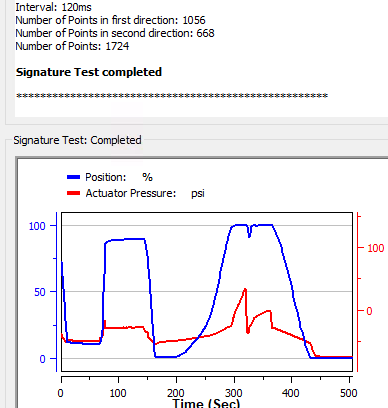 Interval: 120ms
Number of Points in first direction: 1056
Number of Points in second direction: 668
Number of Points: 1724
Signature Test completed
****************************************************
Signature Test: Completed
Position: %
Actuator Pressure: psi
100
50
0
100
0
0 100 200 300 400 500
Time (Sec)